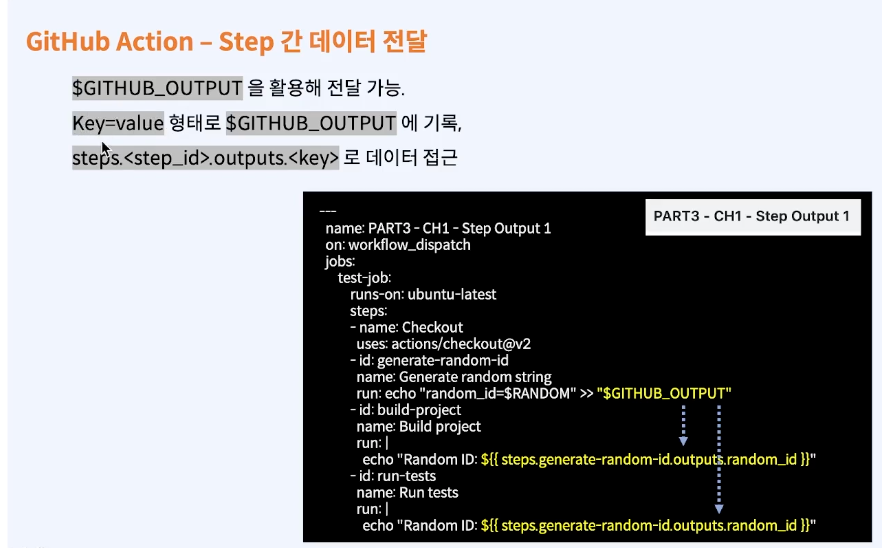 GitHub Action – Step 간 데이터 전달
$GITHUB_OUTPUT 을 활용해 전달 가능.
Key=value 형태로 $GITHUB_OUTPUT 에 기록,
steps.<step_id>.outputs.<key> 로 데이터 접근
PART3 - CH1 - Step Output 1
---
name: PART3 - CH1 - Step Output 1
on: workflow_dispatch
jobs:
test-job:
runs-on: ubuntu-latest
steps:
- name: Checkout
uses: actions/checkout@v2
- id: generate-random-id
name: Generate random string
run: echo "random_id=$RANDOM" >> "$GITHUB_OUTPUT"
- id: build-project
name: Build project
run: |
echo "Random ID: ${{ steps.generate-random-id.outputs.random_id }}"
- id: run-tests
name: Run tests
run: |
echo "Random ID: ${{ steps.generate-random-id.outputs.random_id }}"